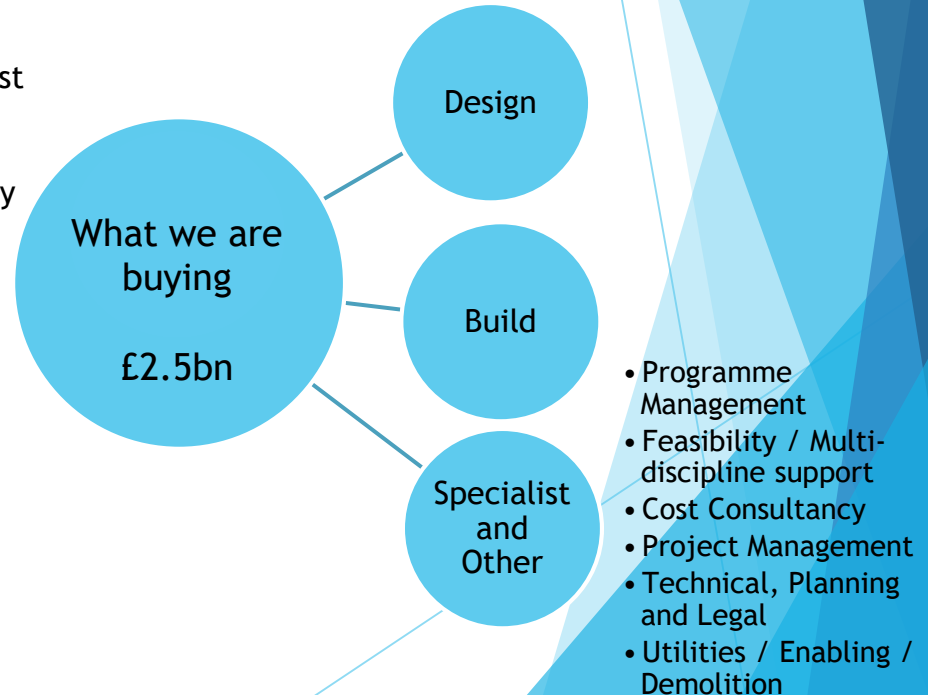 st
y
What we are
buying
£2.5bn
Design
Build
Specialist
and
Other
• Programme
Management
• Feasibility / Multi-
discipline support
• Cost Consultancy
• Project Management
• Technical, Planning
and Legal
• Utilities / Enabling /
Demolition